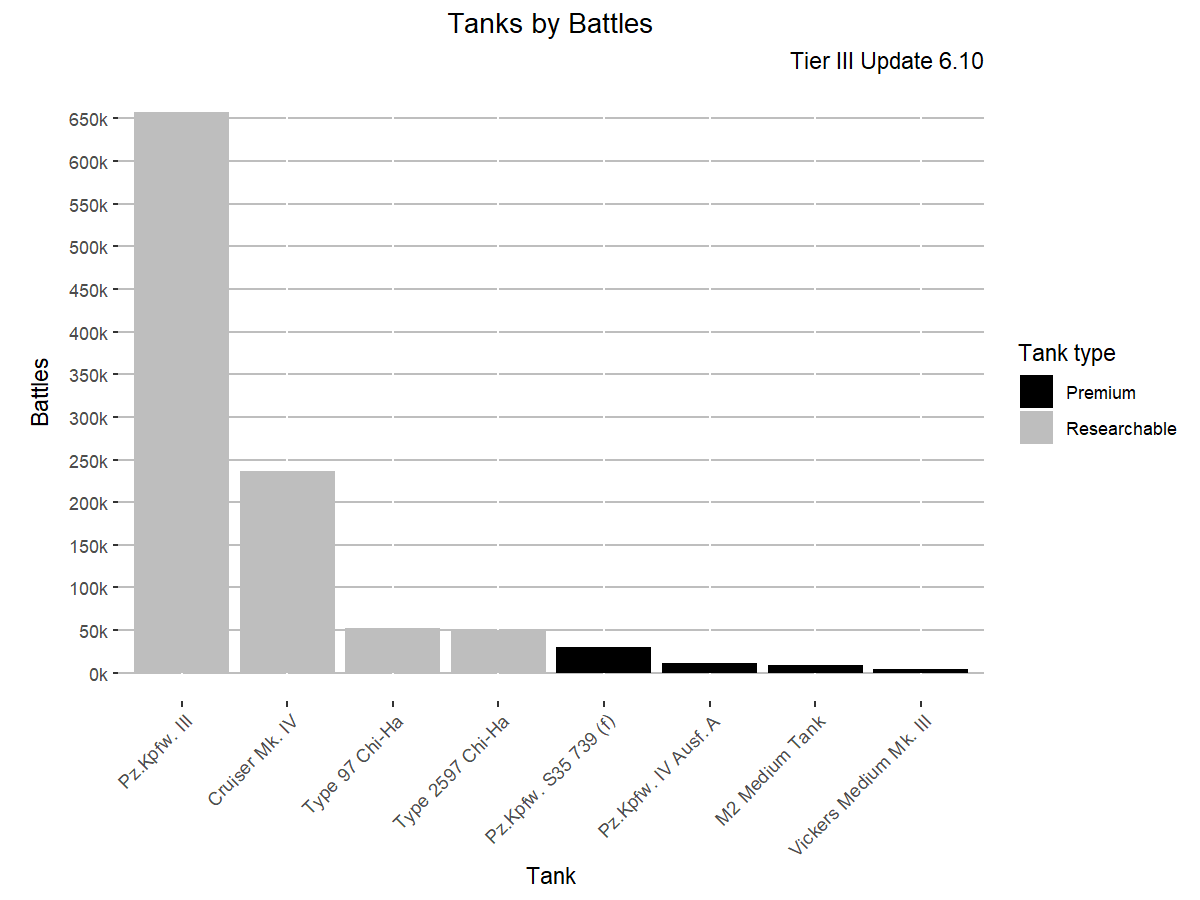 Tanks by Battles
Tier III Update 6.10
650k
600k
550k
500k
450k
400k
350k
300k
250k
200k
150k
100k
50k
0k
Battles
Pz.Kpfw. III
Cruiser Mk. IV
Type 97 Chi-Ha
Type 2597 Chi-Ha
Pz.Kpfw. S35 739 (f)
Pz.Kpfw. IV Ausf. A
M2 Medium Tank
Vickers Medium Mk. III
Tank
Tank type
Premium
Researchable